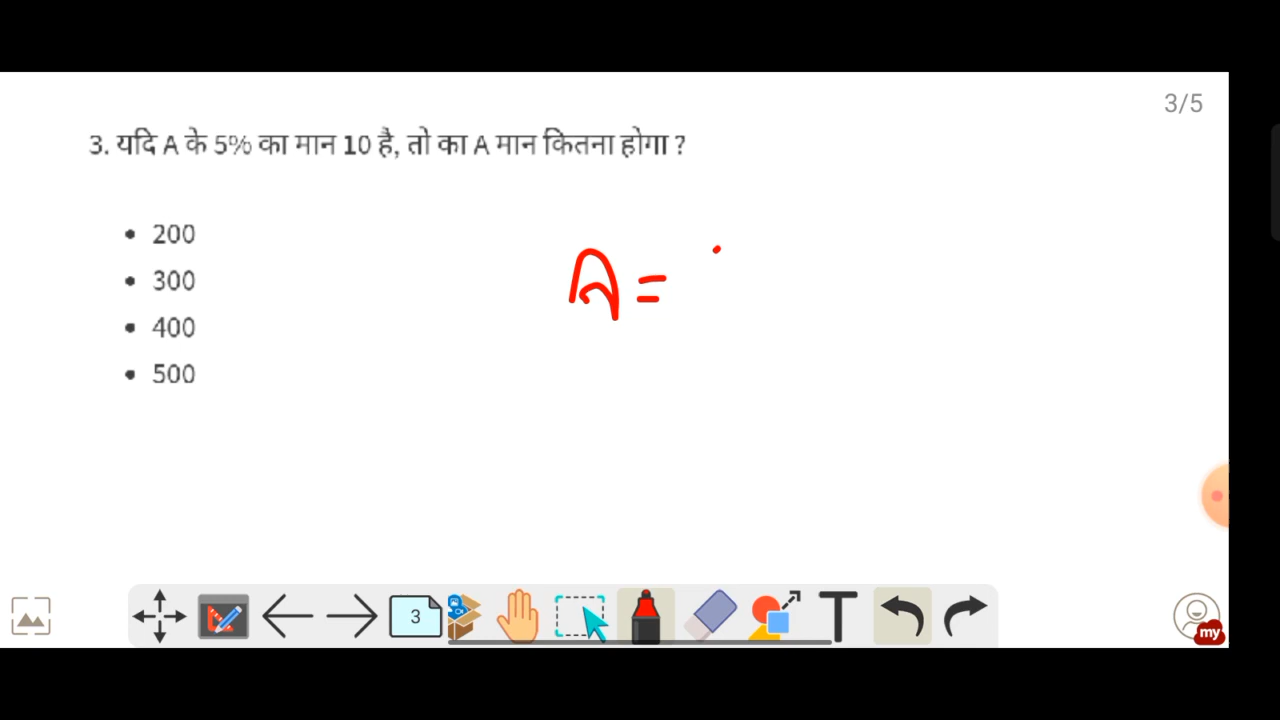 3/5
3. यदि A के 5% का मान 10 है, तो का A मान कितना होगा ?
• 200
• 300
• 400
• 500
A =
3
T
my